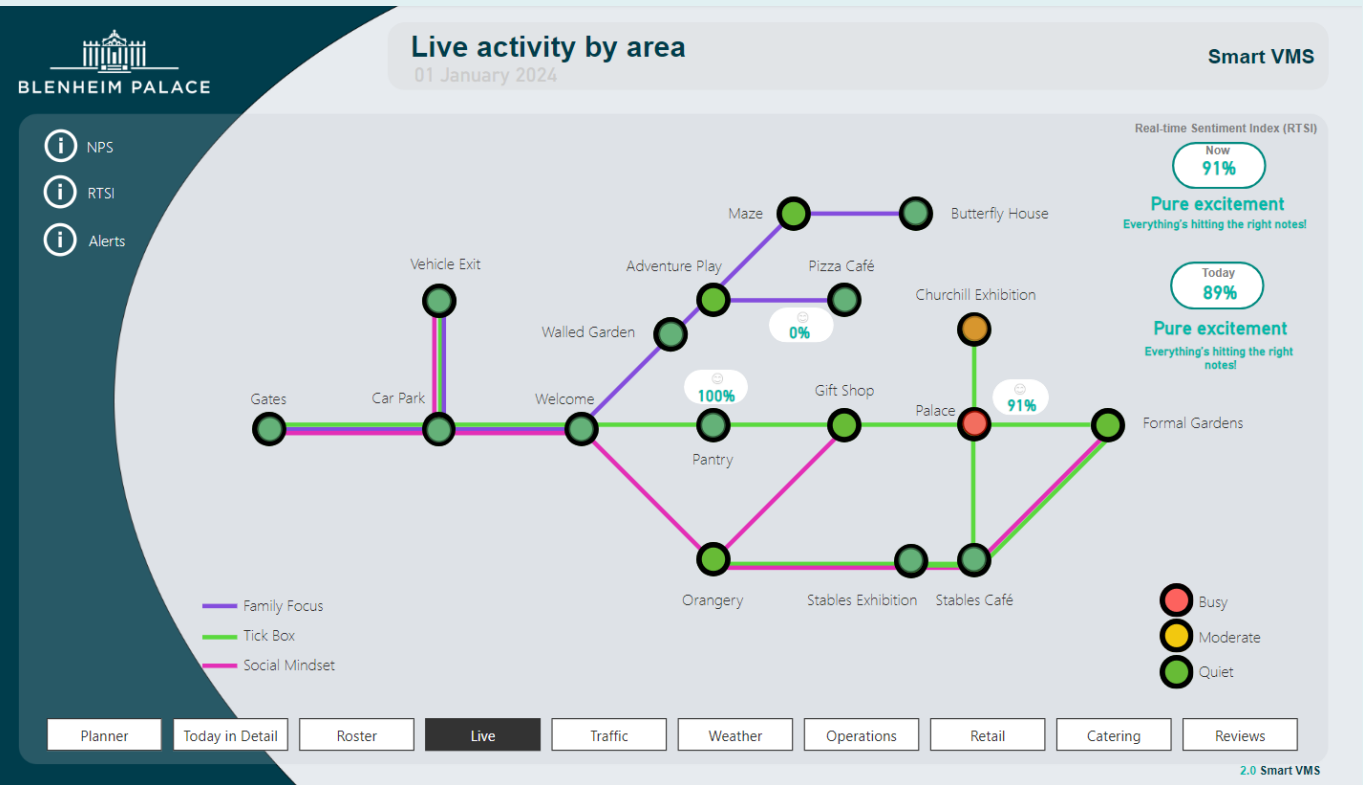 BLENHEIM PALACE
Live activity by area
01 January 2024
Smart VMS
NPS
RTSI
Alerts
Real-time Sentiment Index (RTSI)
Now
91%
Pure excitement
Everything's hitting the right notes!
Today
89%
Pure excitement
Everything's hitting the right
notes!
Maze
Butterfly House
Vehicle Exit
Adventure Play
Pizza Café
Churchill Exhibition
Walled Garden
0%
Gates
Car Park
Welcome
100%
Gift Shop
Palace
91%
Formal Gardens
Pantry
Orangery
Stables Exhibition
Stables Café
Family Focus
Tick Box
Social Mindset
Busy
Moderate
Quiet
Planner
Today in Detail
Roster
Live
Traffic
Weather
Operations
Retail
Catering
Reviews
2.0 Smart VMS